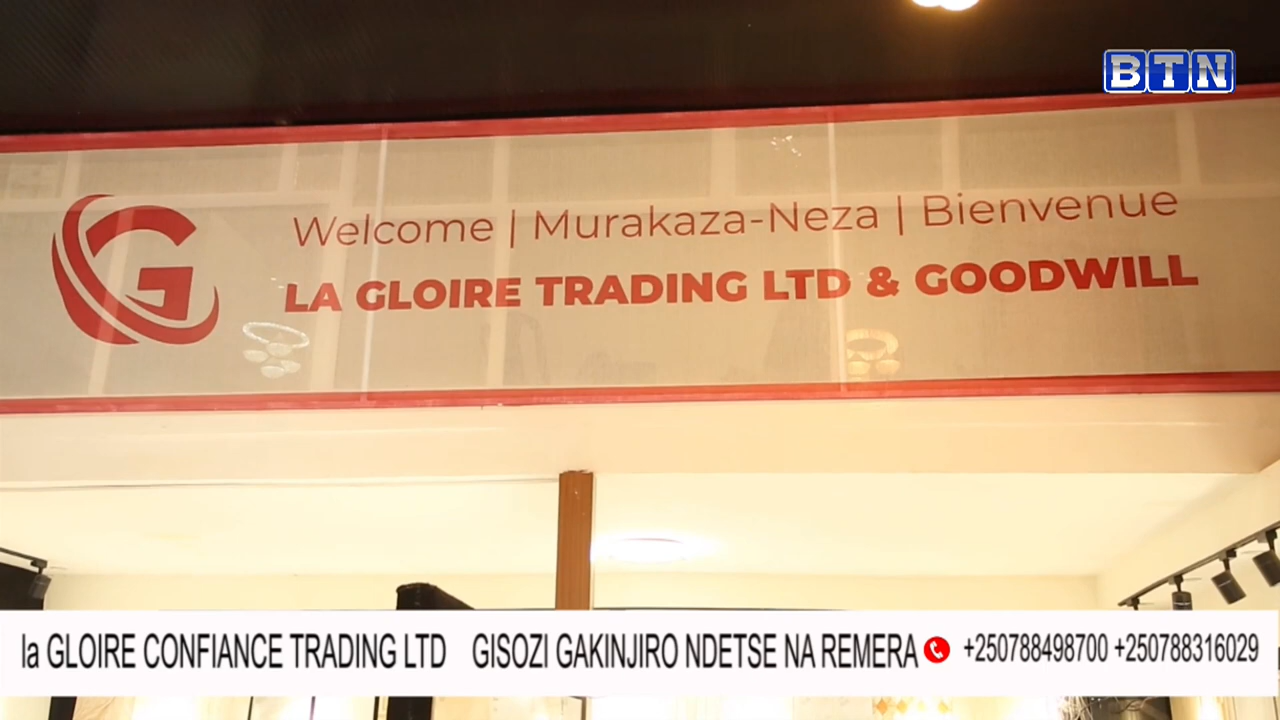 BTN
G
Welcome | Murakaza-Neza | Bienvenue
LA GLOIRE TRADING LTD & GOODWILL
la GLOIRE CONFIANCE TRADING LTD GISOZI GAKINJIRO NDETSE NA REMERA +250788498700 +250788316029